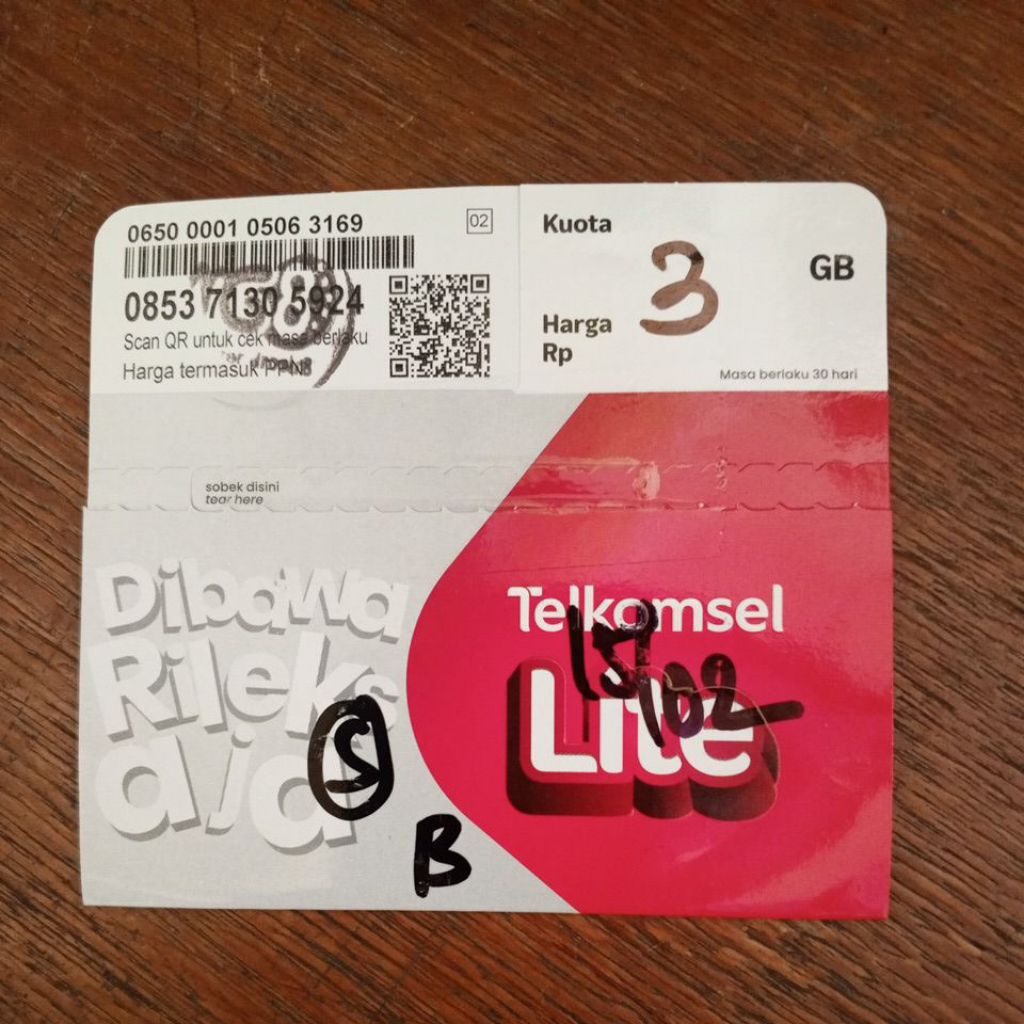 0650 0001 0506 3169
02
0853 7130 5924
Scan QR untuk cek masa berlaku
Harga termasuk PPN
Kuota
3
GB
Harga
Rp
Masa berlaku 30 hari
sobek disini
tear here
Dibawa
Rileks
aja
S
B
Telkomsel
Lite